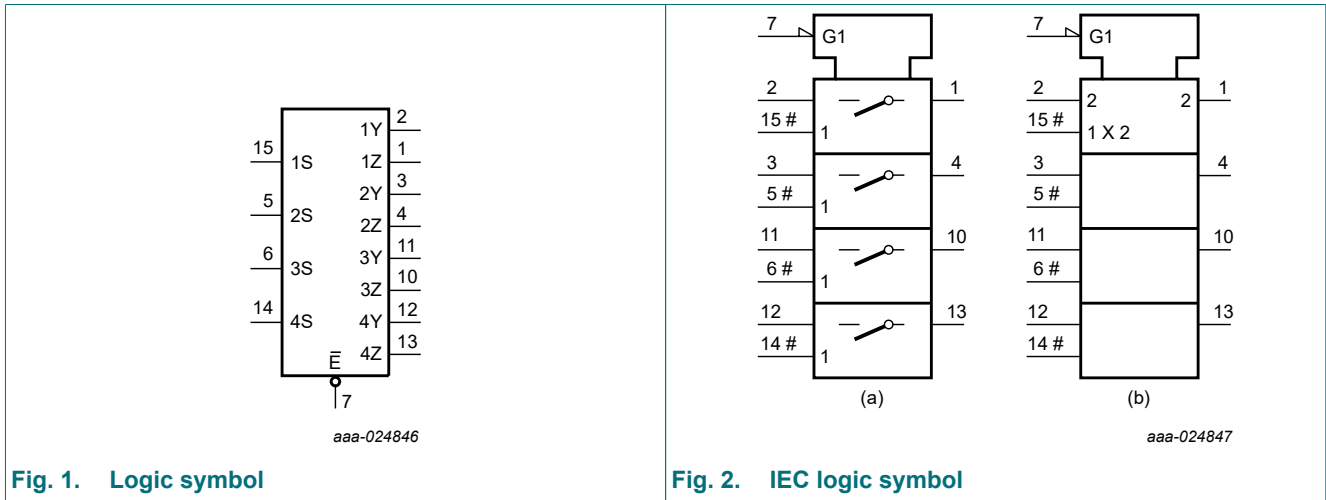 2
1Y
15
1
1S
1Z
3
2Y
5
4
2S
2Z
11
6
3Y
3S
10
3Z
14
12
4S
4Y
13
4Z
E̅
7
aaa-024846
Fig. 1. Logic symbol
7
G1
2
1
15 #
1
3
4
5 #
1
11
10
6 #
1
12
13
14 #
1
(a)
7
G1
2
2 2
1
15 #
1 X 2
3
4
5 #
11
10
6 #
12
13
14 #
(b)
aaa-024847
Fig. 2. IEC logic symbol